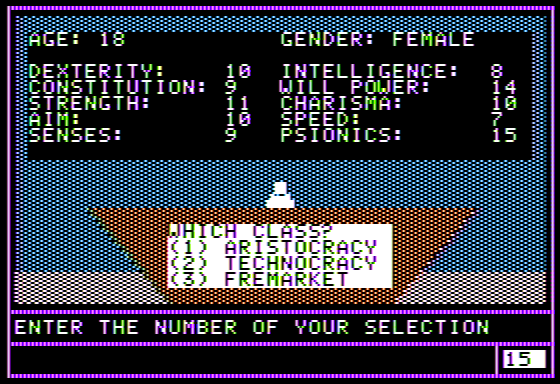 AGE: 18 GENDER: FEMALE
DEXTERITY: 10 INTELLIGENCE: 8
CONSTITUTION: 9 WILL POWER: 14
STRENGTH: 11 CHARISMA: 10
AIM: 10 SPEED: 7
SENSES: 9 PSIONICS: 15
WHICH CLASS?
(1) ARISTOCRACY
(2) TECHNOCRACY
(3) FREMARKET
ENTER THE NUMBER OF YOUR SELECTION
15